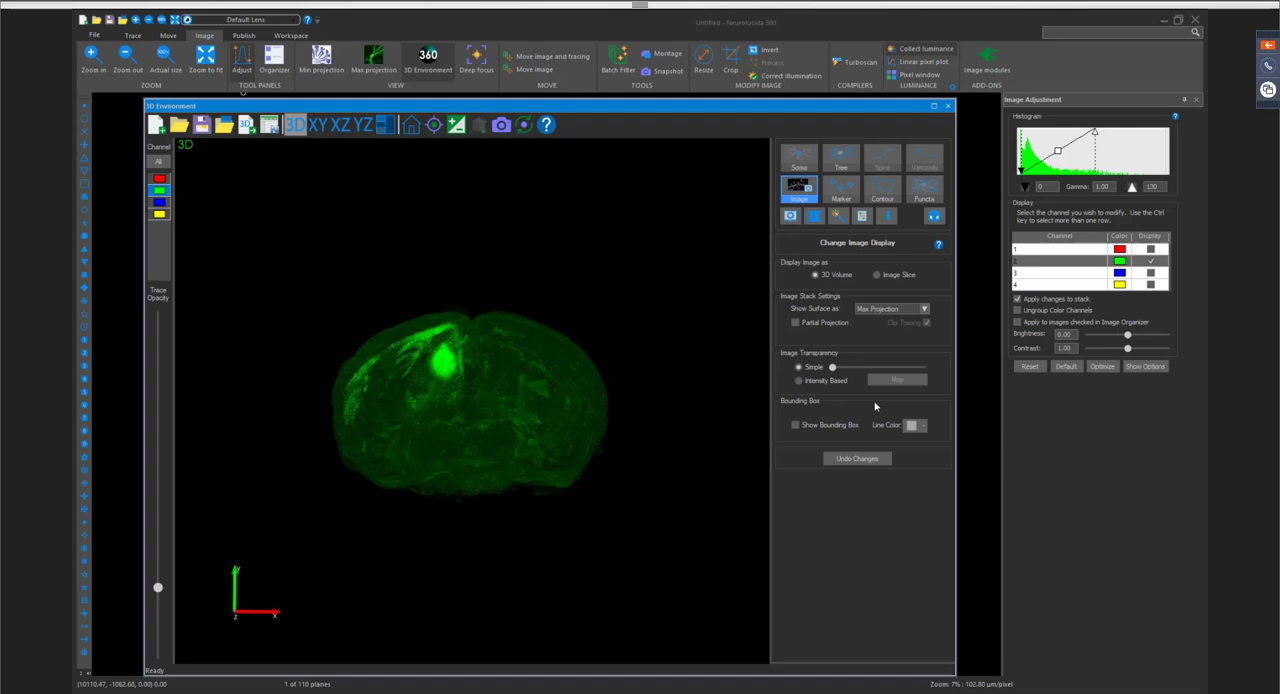 Default Lens
Untitled - Neurolucida 360
File Trace Move Image Publish Workspace
Zoom in Zoom out Actual size Zoom to fit
ZOOM
Adjust Organizer
TOOL PANELS
Min projection Max projection 360 3D Environment Deep focus
VIEW
Move image and tracing
Move image
MOVE
Batch Filter Montage
Snapshot
TOOLS
Resize Crop Invert
Process
Correct illumination
MODIFY IMAGE
Turboscan
COMPILERS
Collect luminance
Linear pixel plot
Pixel window
LUMINANCE
Image modules
ADD-ONS
3D Environment
3D XY XZ YZ
Channel
All
Trace
Opacity
3D
y
z x
Ready
Soma Tree Spine Varicosity
Image Marker Contour Puncta
Change Image Display
Display Image as
3D Volume Image Slice
Image Stack Settings
Show Surface as: Max Projection
Partial Projection Clip Tracing
Image Transparency
Simple
Intensity Based Map
Bounding Box
Show Bounding Box Line Color:
Undo Changes
Image Adjustment
Histogram
0 Gamma: 1.00 130
Display
Select the channel you wish to modify. Use the Ctrl
key to select more than one row.
Channel Color Display
1
2
3
4
Apply changes to stack
Ungroup Color Channels
Apply to images checked in Image Organizer
Brightness: 0.00
Contrast: 1.00
Reset Default Optimize Show Options
(10110.47, -1062.68, 0.00) 0.00 1 of 110 planes Zoom: 7% ; 102.80 µm/pixel